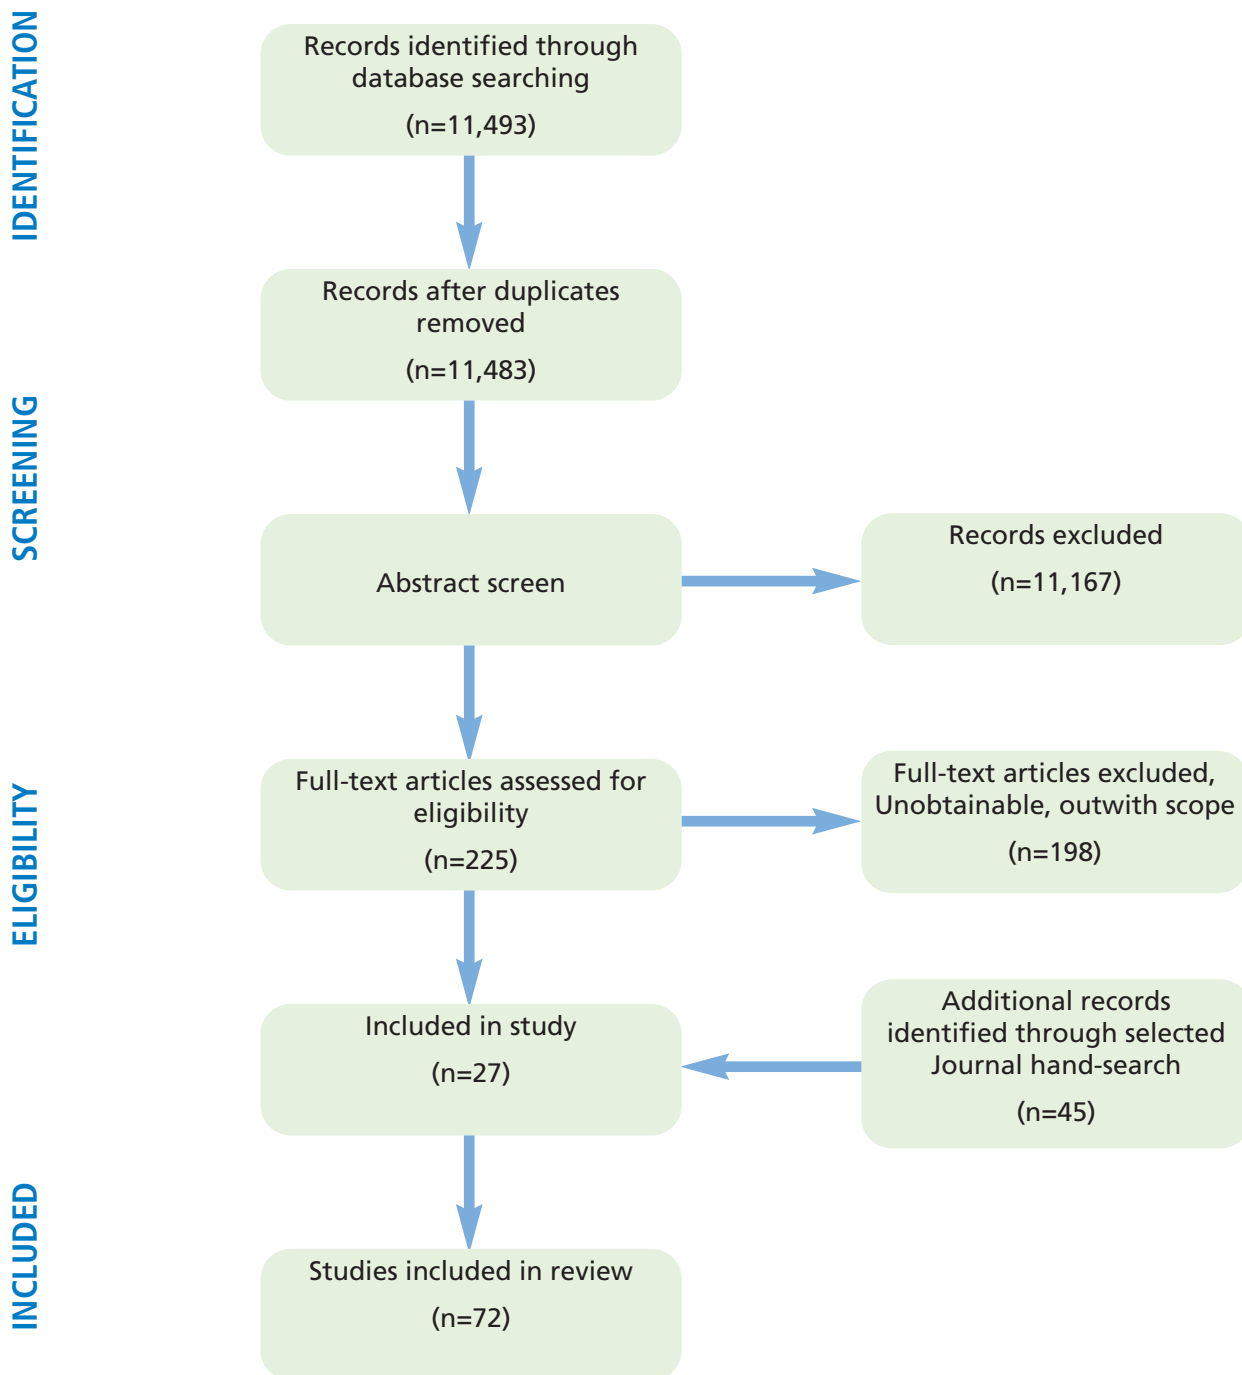 IDENTIFICATION
Records identified through
database searching
(n=11,493)
Records after duplicates
removed
(n=11,483)
SCREENING
Abstract screen
Records excluded
(n=11,167)
ELIGIBILITY
Full-text articles assessed for
eligibility
(n=225)
Full-text articles excluded,
Unobtainable, outwith scope
(n=198)
Included in study
(n=27)
Additional records
identified through selected
Journal hand-search
(n=45)
INCLUDED
Studies included in review
(n=72)